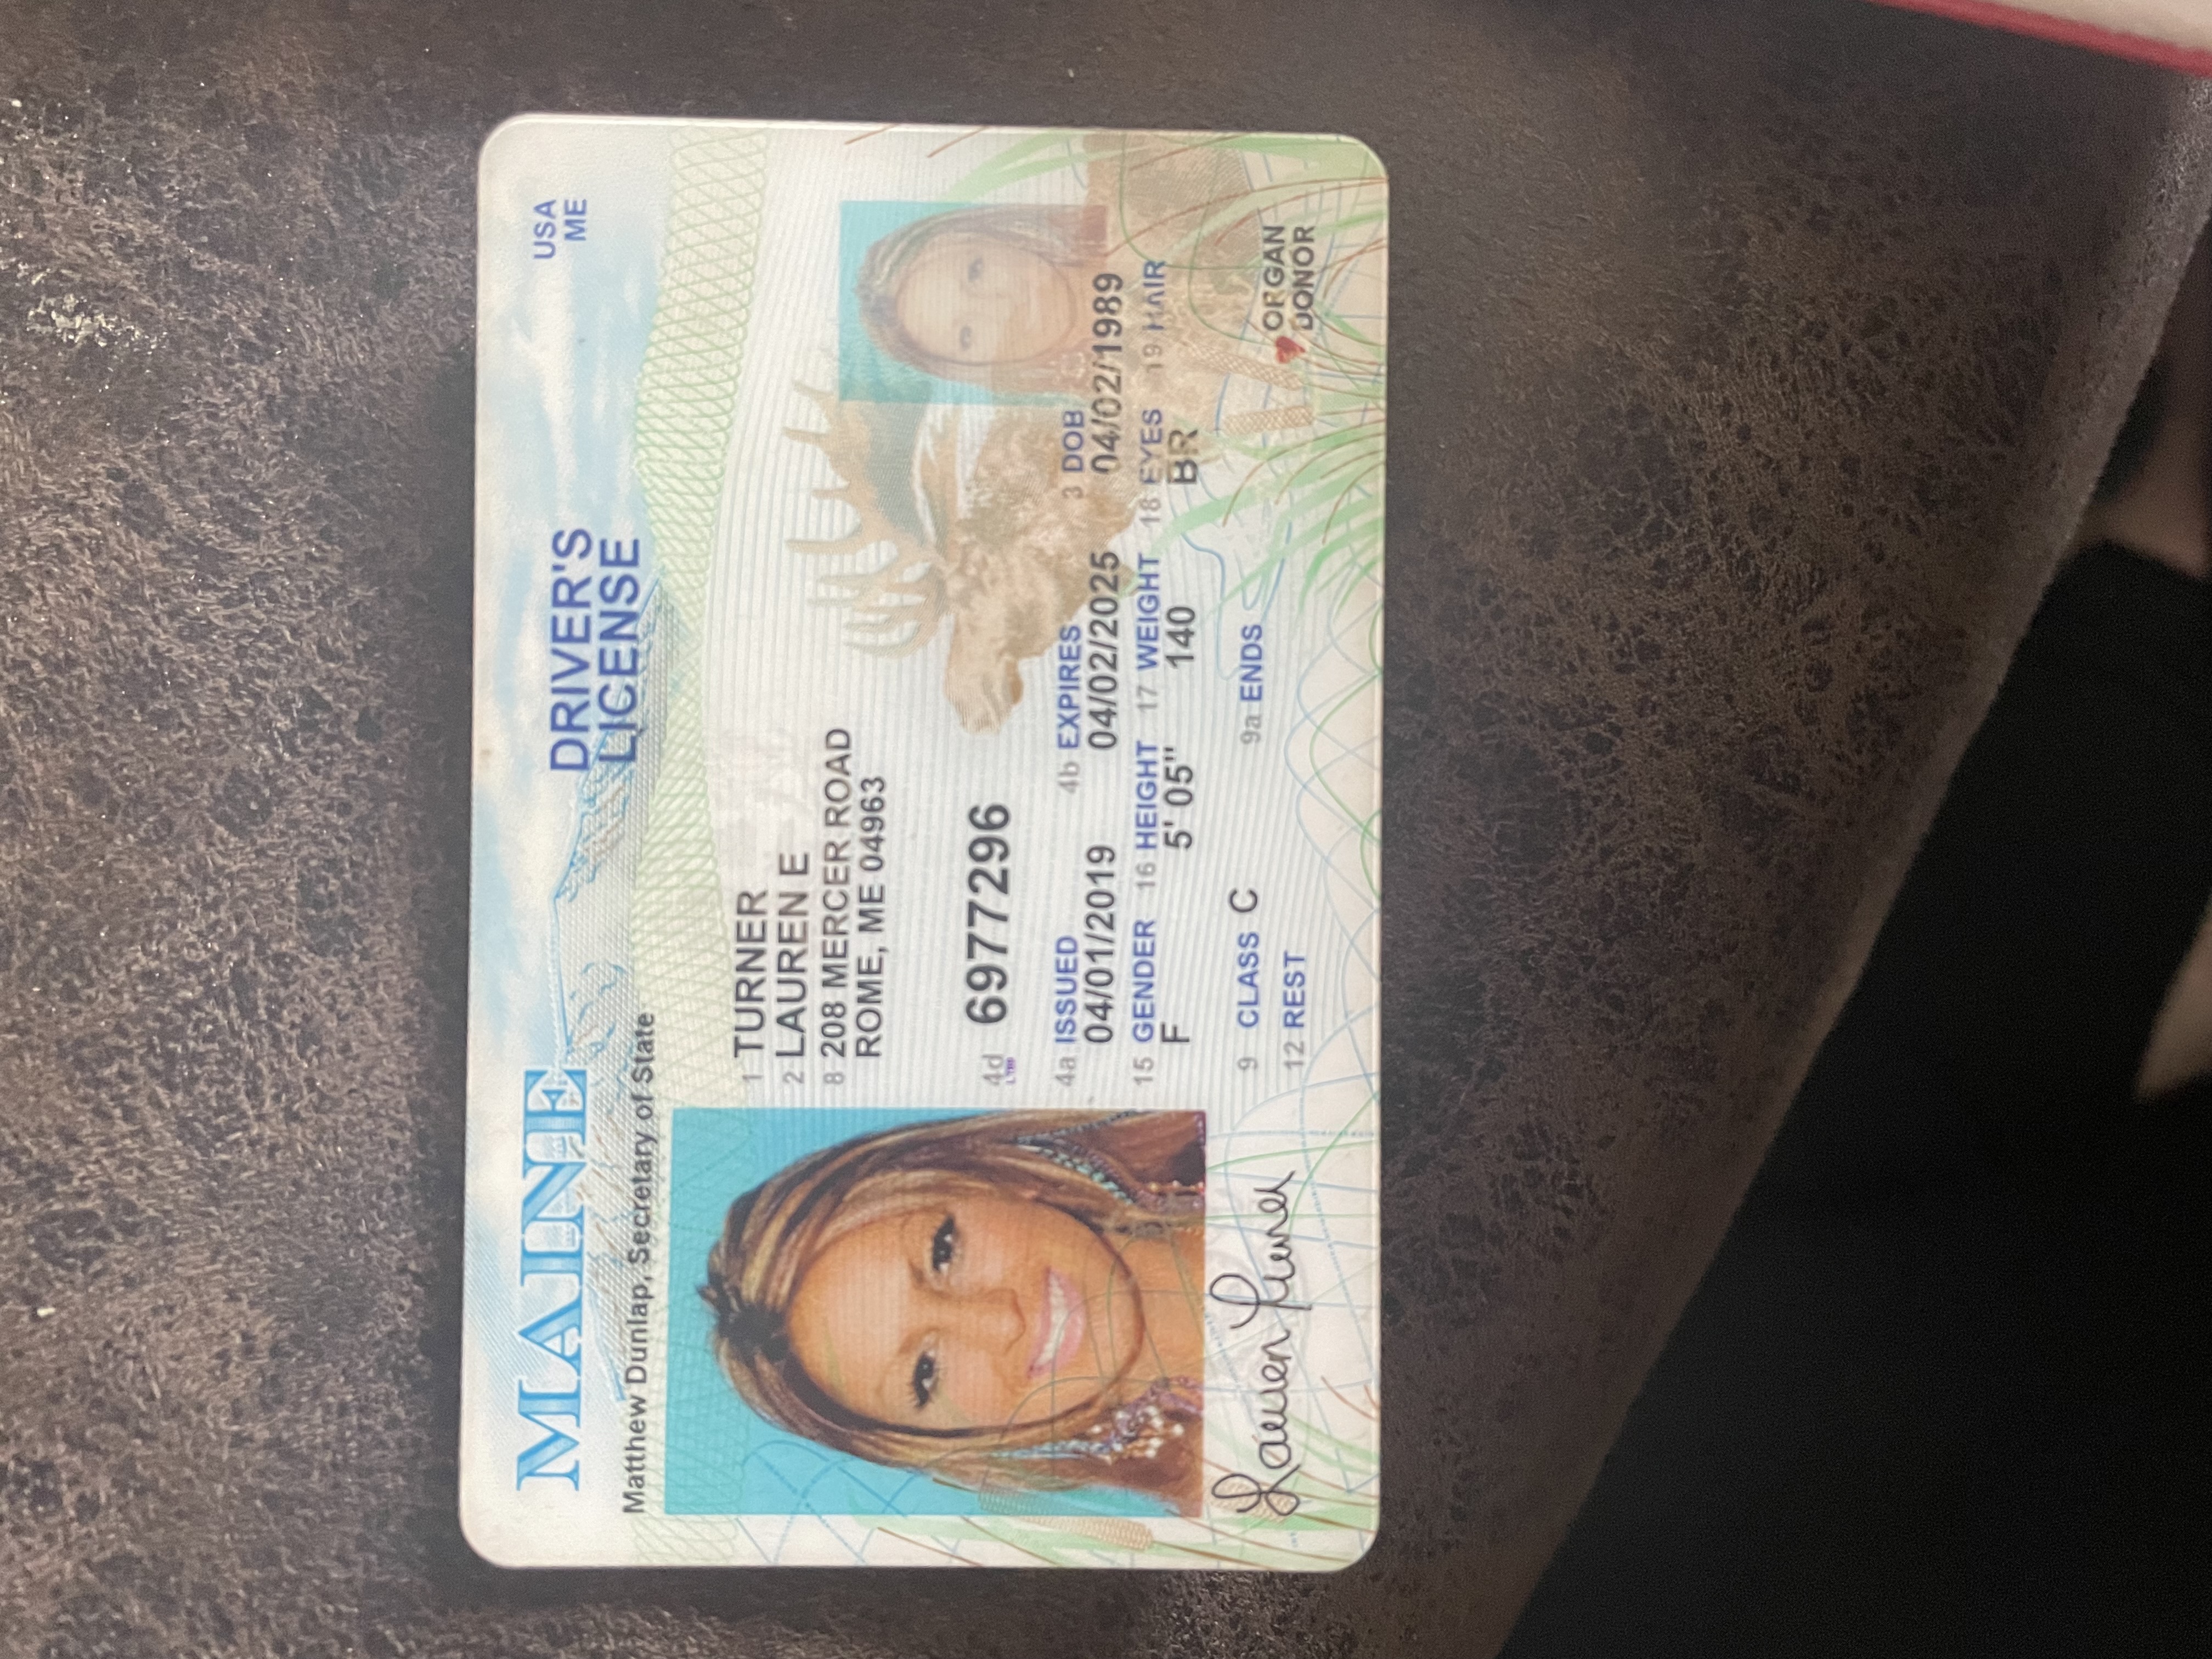 MAINE
DRIVER'S
LICENSE
USA
ME
Matthew Dunlap, Secretary of State
1 TURNER
2 LAUREN E
8 208 MERCER ROAD
ROME, ME 04963
4d 6977296
4a ISSUED 4b EXPIRES 3 DOB
04/01/2019 04/02/2025 04/02/1989
15 GENDER 16 HEIGHT 17 WEIGHT 18 EYES 19 HAIR
F 5' 05" 140 BR
9 CLASS C 9a ENDS
12 REST
ORGAN
DONOR
Lauren Turner